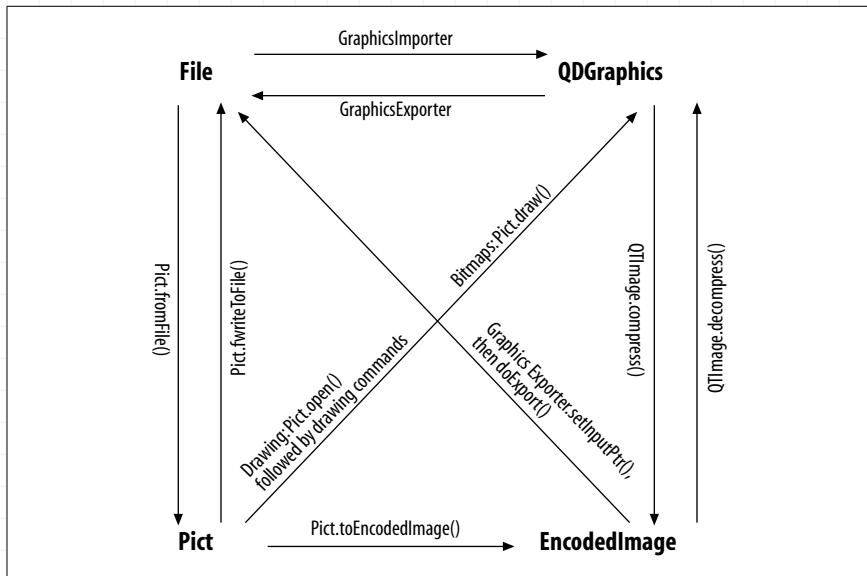 GraphicsImporter
File
QDGraphics
GraphicsExporter
Pict.fromFile()
Pict.fwriteToFile()
Bitmaps: Pict.draw()
Drawing: Pict.open()
followed by drawing commands
Graphics Exporter.setInputPtr(),
then doExport()
QTImage.compress()
QTImage.decompress()
Pict
Pict.toEncodedImage()
EncodedImage